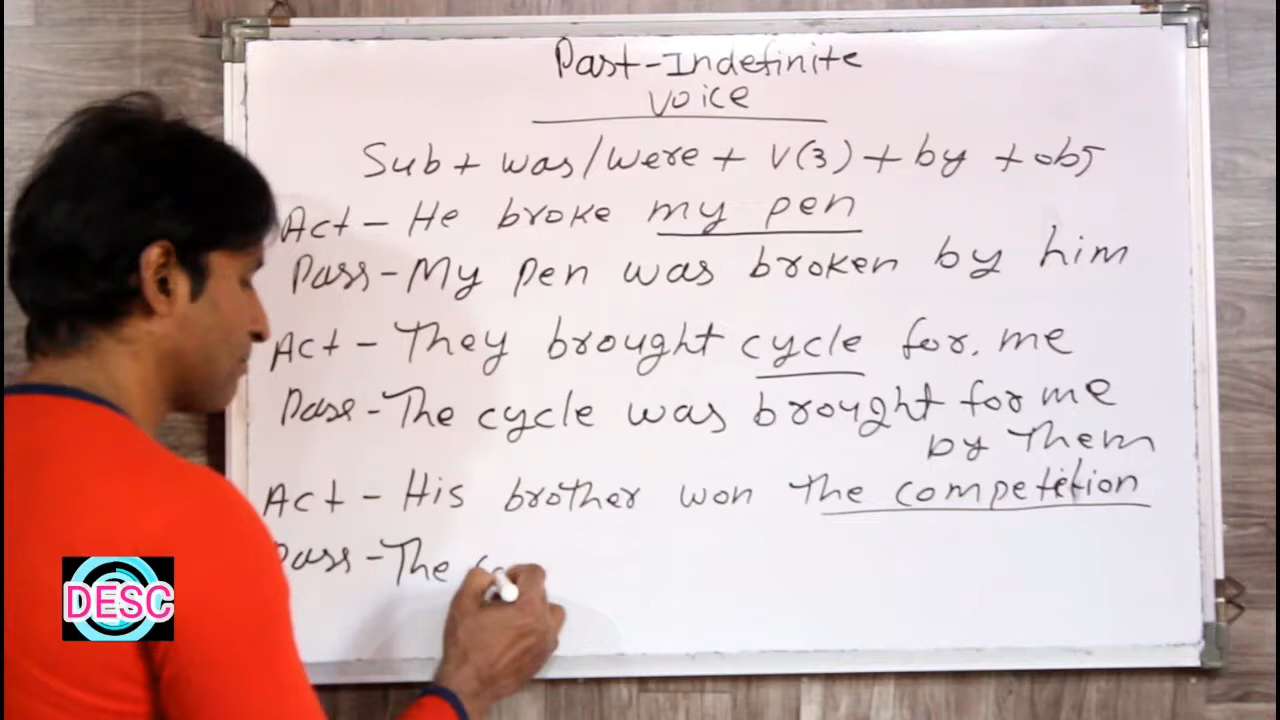 Past-Indefinite
Voice
Sub + was/were + V(3) + by + obj
Act - He broke my pen
Pass - My pen was broken by him
Act - They brought cycle for me
Pass - The cycle was brought for me
by Them
Act - His brother won the competition
Pass - The
DESC